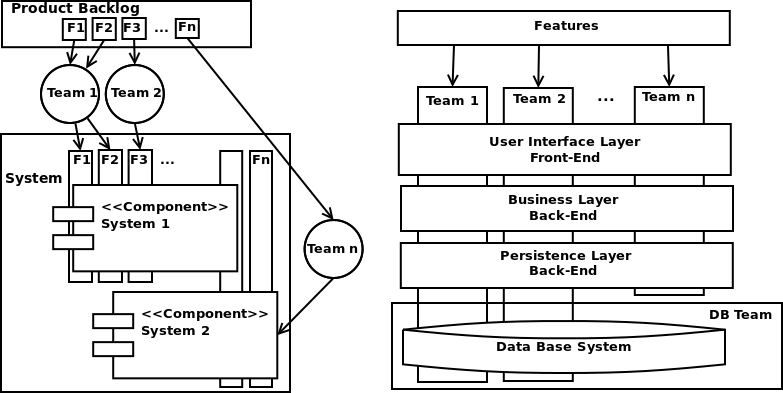 Product Backlog
F1 F2 F3 ... Fn
Team 1
Team 2
System
F1 F2 F3 ...
Fn
<<Component>>
System 1
Team n
<<Component>>
System 2
Features
Team 1
Team 2
...
Team n
User Interface Layer
Front-End
Business Layer
Back-End
Persistence Layer
Back-End
DB Team
Data Base System